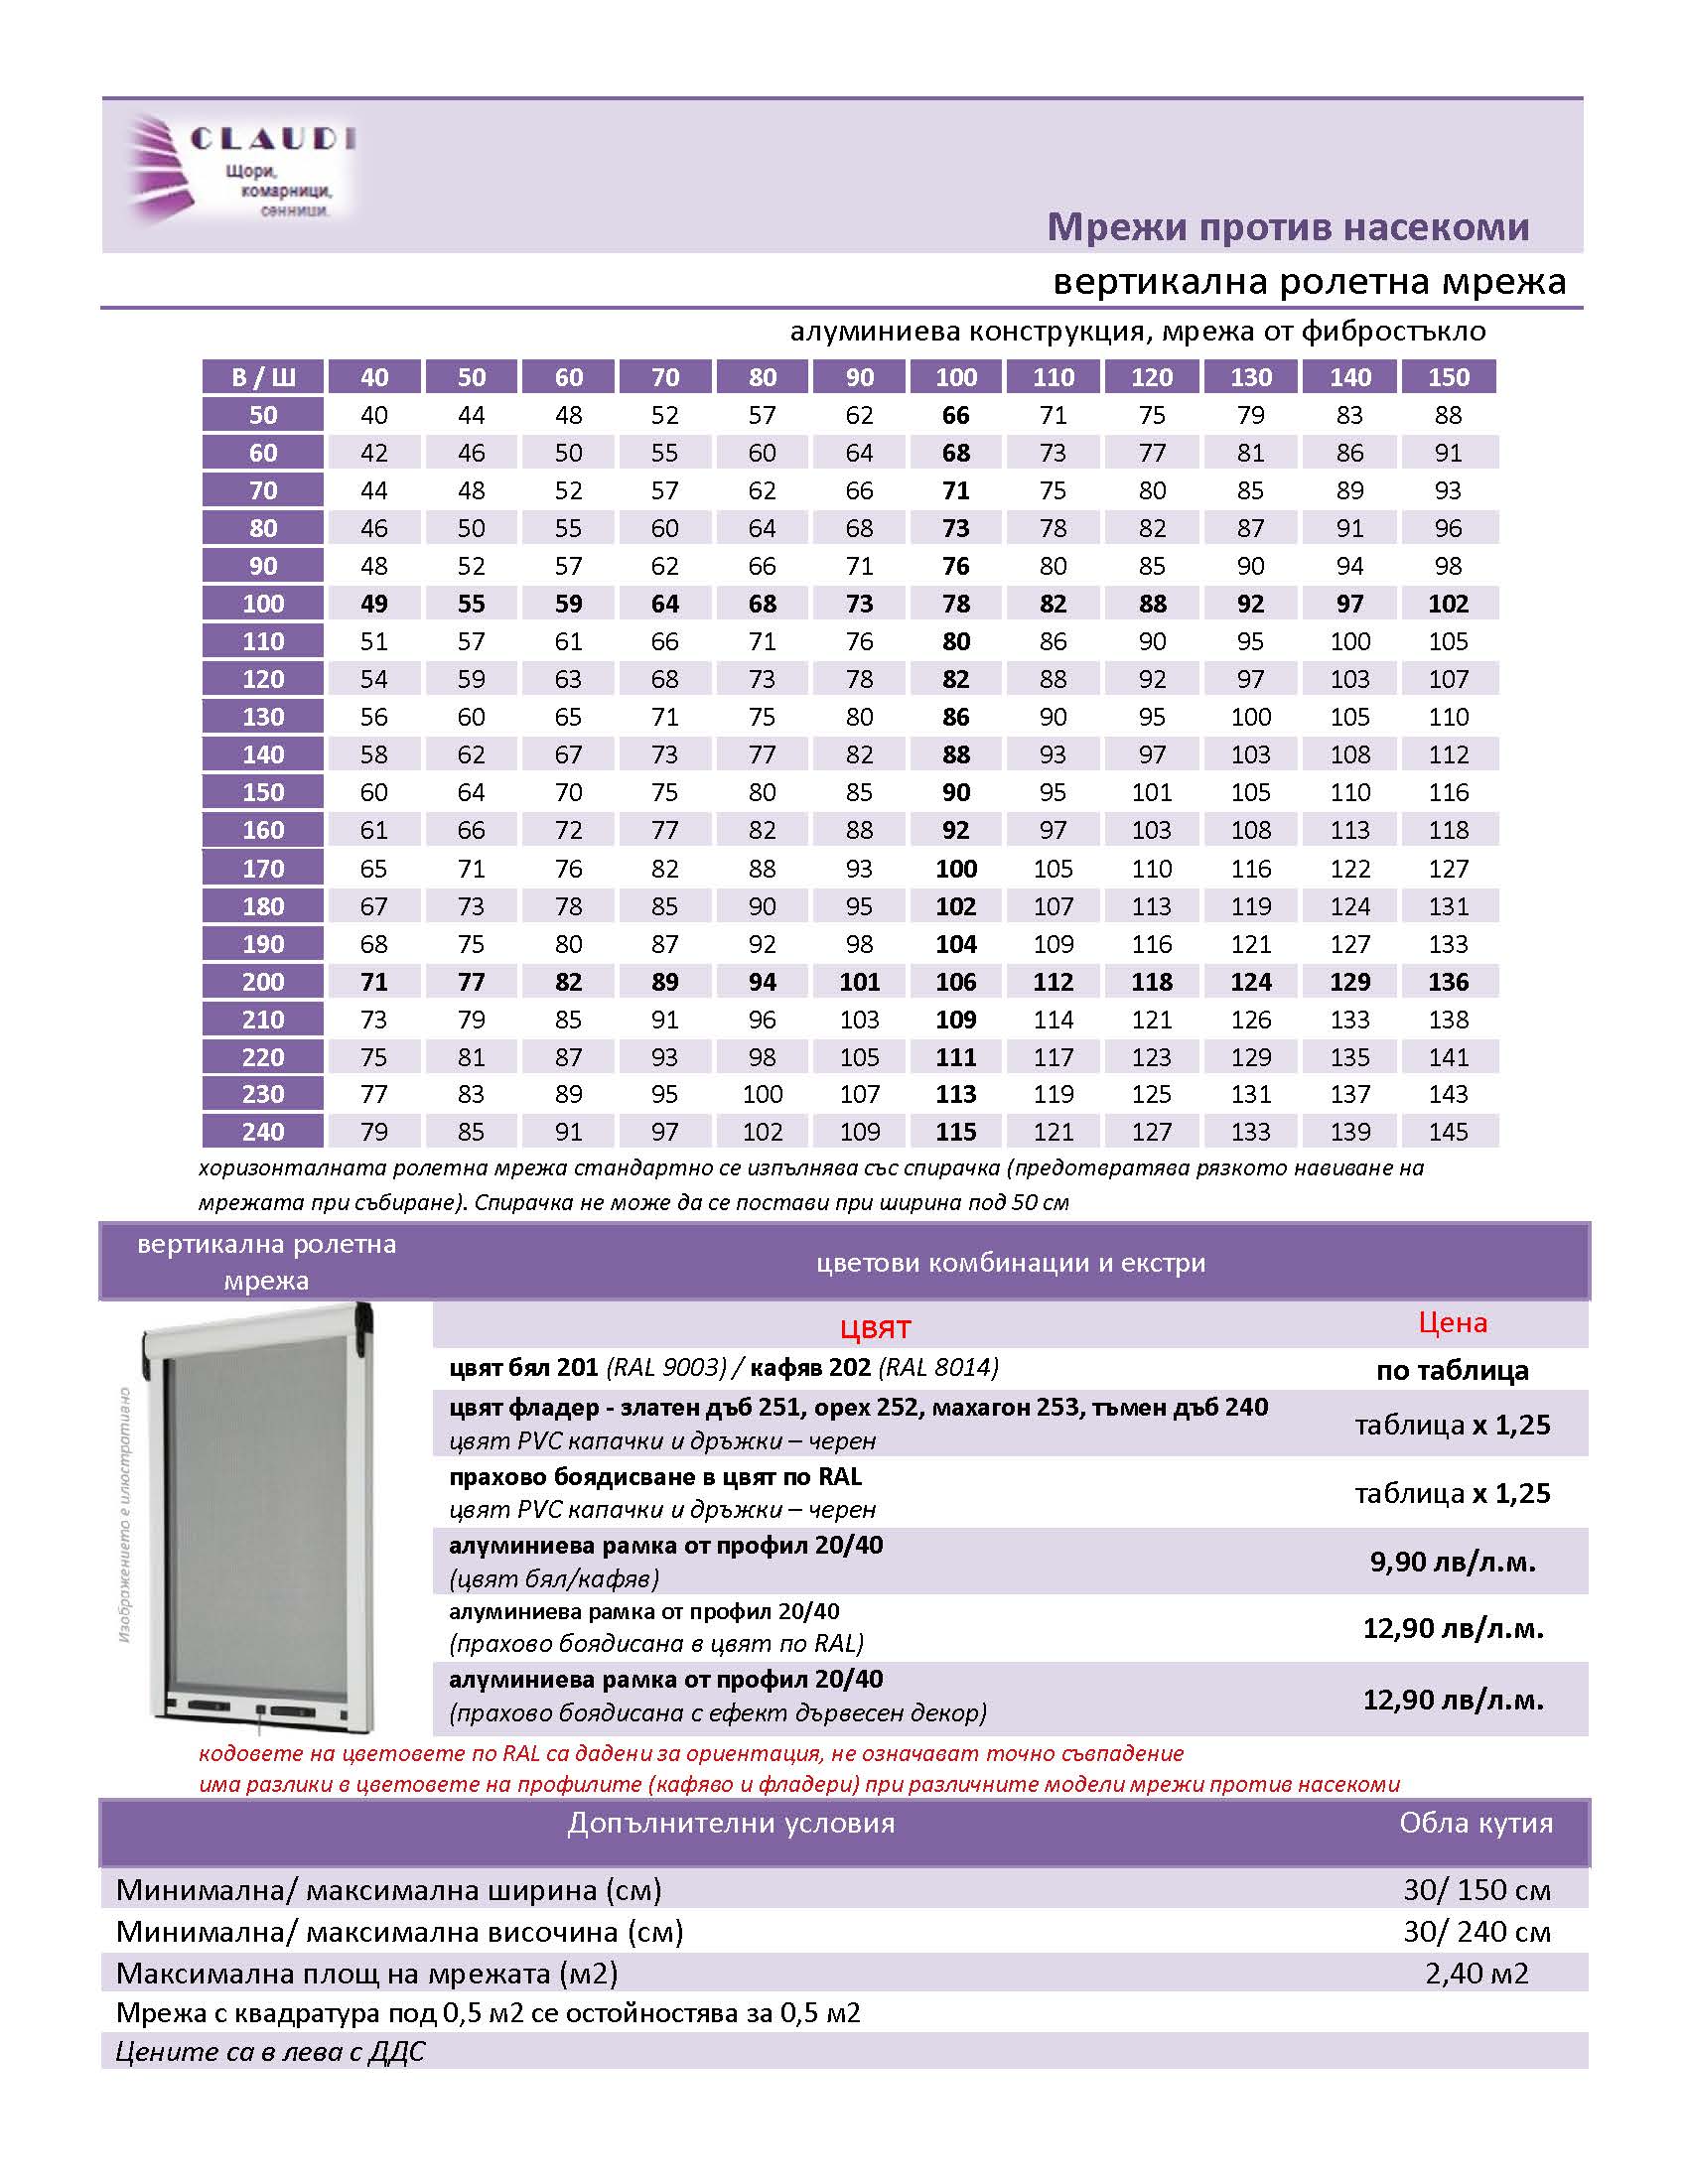 CLAUDI
Щори,
комарници,
сенници.
Мрежи против насекоми
вертикална ролетна мрежа
алуминиева конструкция, мрежа от фибростъкло
В / Ш 40 50 60 70 80 90 100 110 120 130 140 150
50 40 44 48 52 57 62 66 71 75 79 83 88
60 42 46 50 55 60 64 68 73 77 81 86 91
70 44 48 52 57 62 66 71 75 80 85 89 93
80 46 50 55 60 64 68 73 78 82 87 91 96
90 48 52 57 62 66 71 76 80 85 90 94 98
100 49 55 59 64 68 73 78 82 88 92 97 102
110 51 57 61 66 71 76 80 86 90 95 100 105
120 54 59 63 68 73 78 82 88 92 97 103 107
130 56 60 65 71 75 80 86 90 95 100 105 110
140 58 62 67 73 77 82 88 93 97 103 108 112
150 60 64 70 75 80 85 90 95 101 105 110 116
160 61 66 72 77 82 88 92 97 103 108 113 118
170 65 71 76 82 88 93 100 105 110 116 122 127
180 67 73 78 85 90 95 102 107 113 119 124 131
190 68 75 80 87 92 98 104 109 116 121 127 133
200 71 77 82 89 94 101 106 112 118 124 129 136
210 73 79 85 91 96 103 109 114 121 126 133 138
220 75 81 87 93 98 105 111 117 123 129 135 141
230 77 83 89 95 100 107 113 119 125 131 137 143
240 79 85 91 97 102 109 115 121 127 133 139 145
хоризонталната ролетна мрежа стандартно се изпълнява със спирачка (предотвратява рязкото навиване на
мрежата при събиране). Спирачка не може да се постави при ширина под 50 см
вертикална ролетна
мрежа
цветови комбинации и екстри
цвят Цена
цвят бял 201 (RAL 9003) / кафяв 202 (RAL 8014) по таблица
цвят фладер - златен дъб 251, орех 252, махагон 253, тъмен дъб 240
цвят PVC капачки и дръжки – черен
таблица x 1,25
прахово боядисване в цвят по RAL
цвят PVC капачки и дръжки – черен
таблица x 1,25
алуминиева рамка от профил 20/40
(цвят бял/кафяв)
9,90 лв/л.м.
алуминиева рамка от профил 20/40
(прахово боядисана в цвят по RAL)
12,90 лв/л.м.
алуминиева рамка от профил 20/40
(прахово боядисана с ефект дървесен декор)
12,90 лв/л.м.
Изображението е илюстративно
кодовете на цветовете по RAL са дадени за ориентация, не означават точно съвпадение
има разлики в цветовете на профилите (кафяво и фладери) при различните модели мрежи против насекоми
Допълнителни условия Обла кутия
Минимална/ максимална ширина (см) 30/ 150 см
Минимална/ максимална височина (см) 30/ 240 см
Максимална площ на мрежата (м2) 2,40 м2
Мрежа с квадратура под 0,5 м2 се остойностява за 0,5 м2
Цените са в лева с ДДС